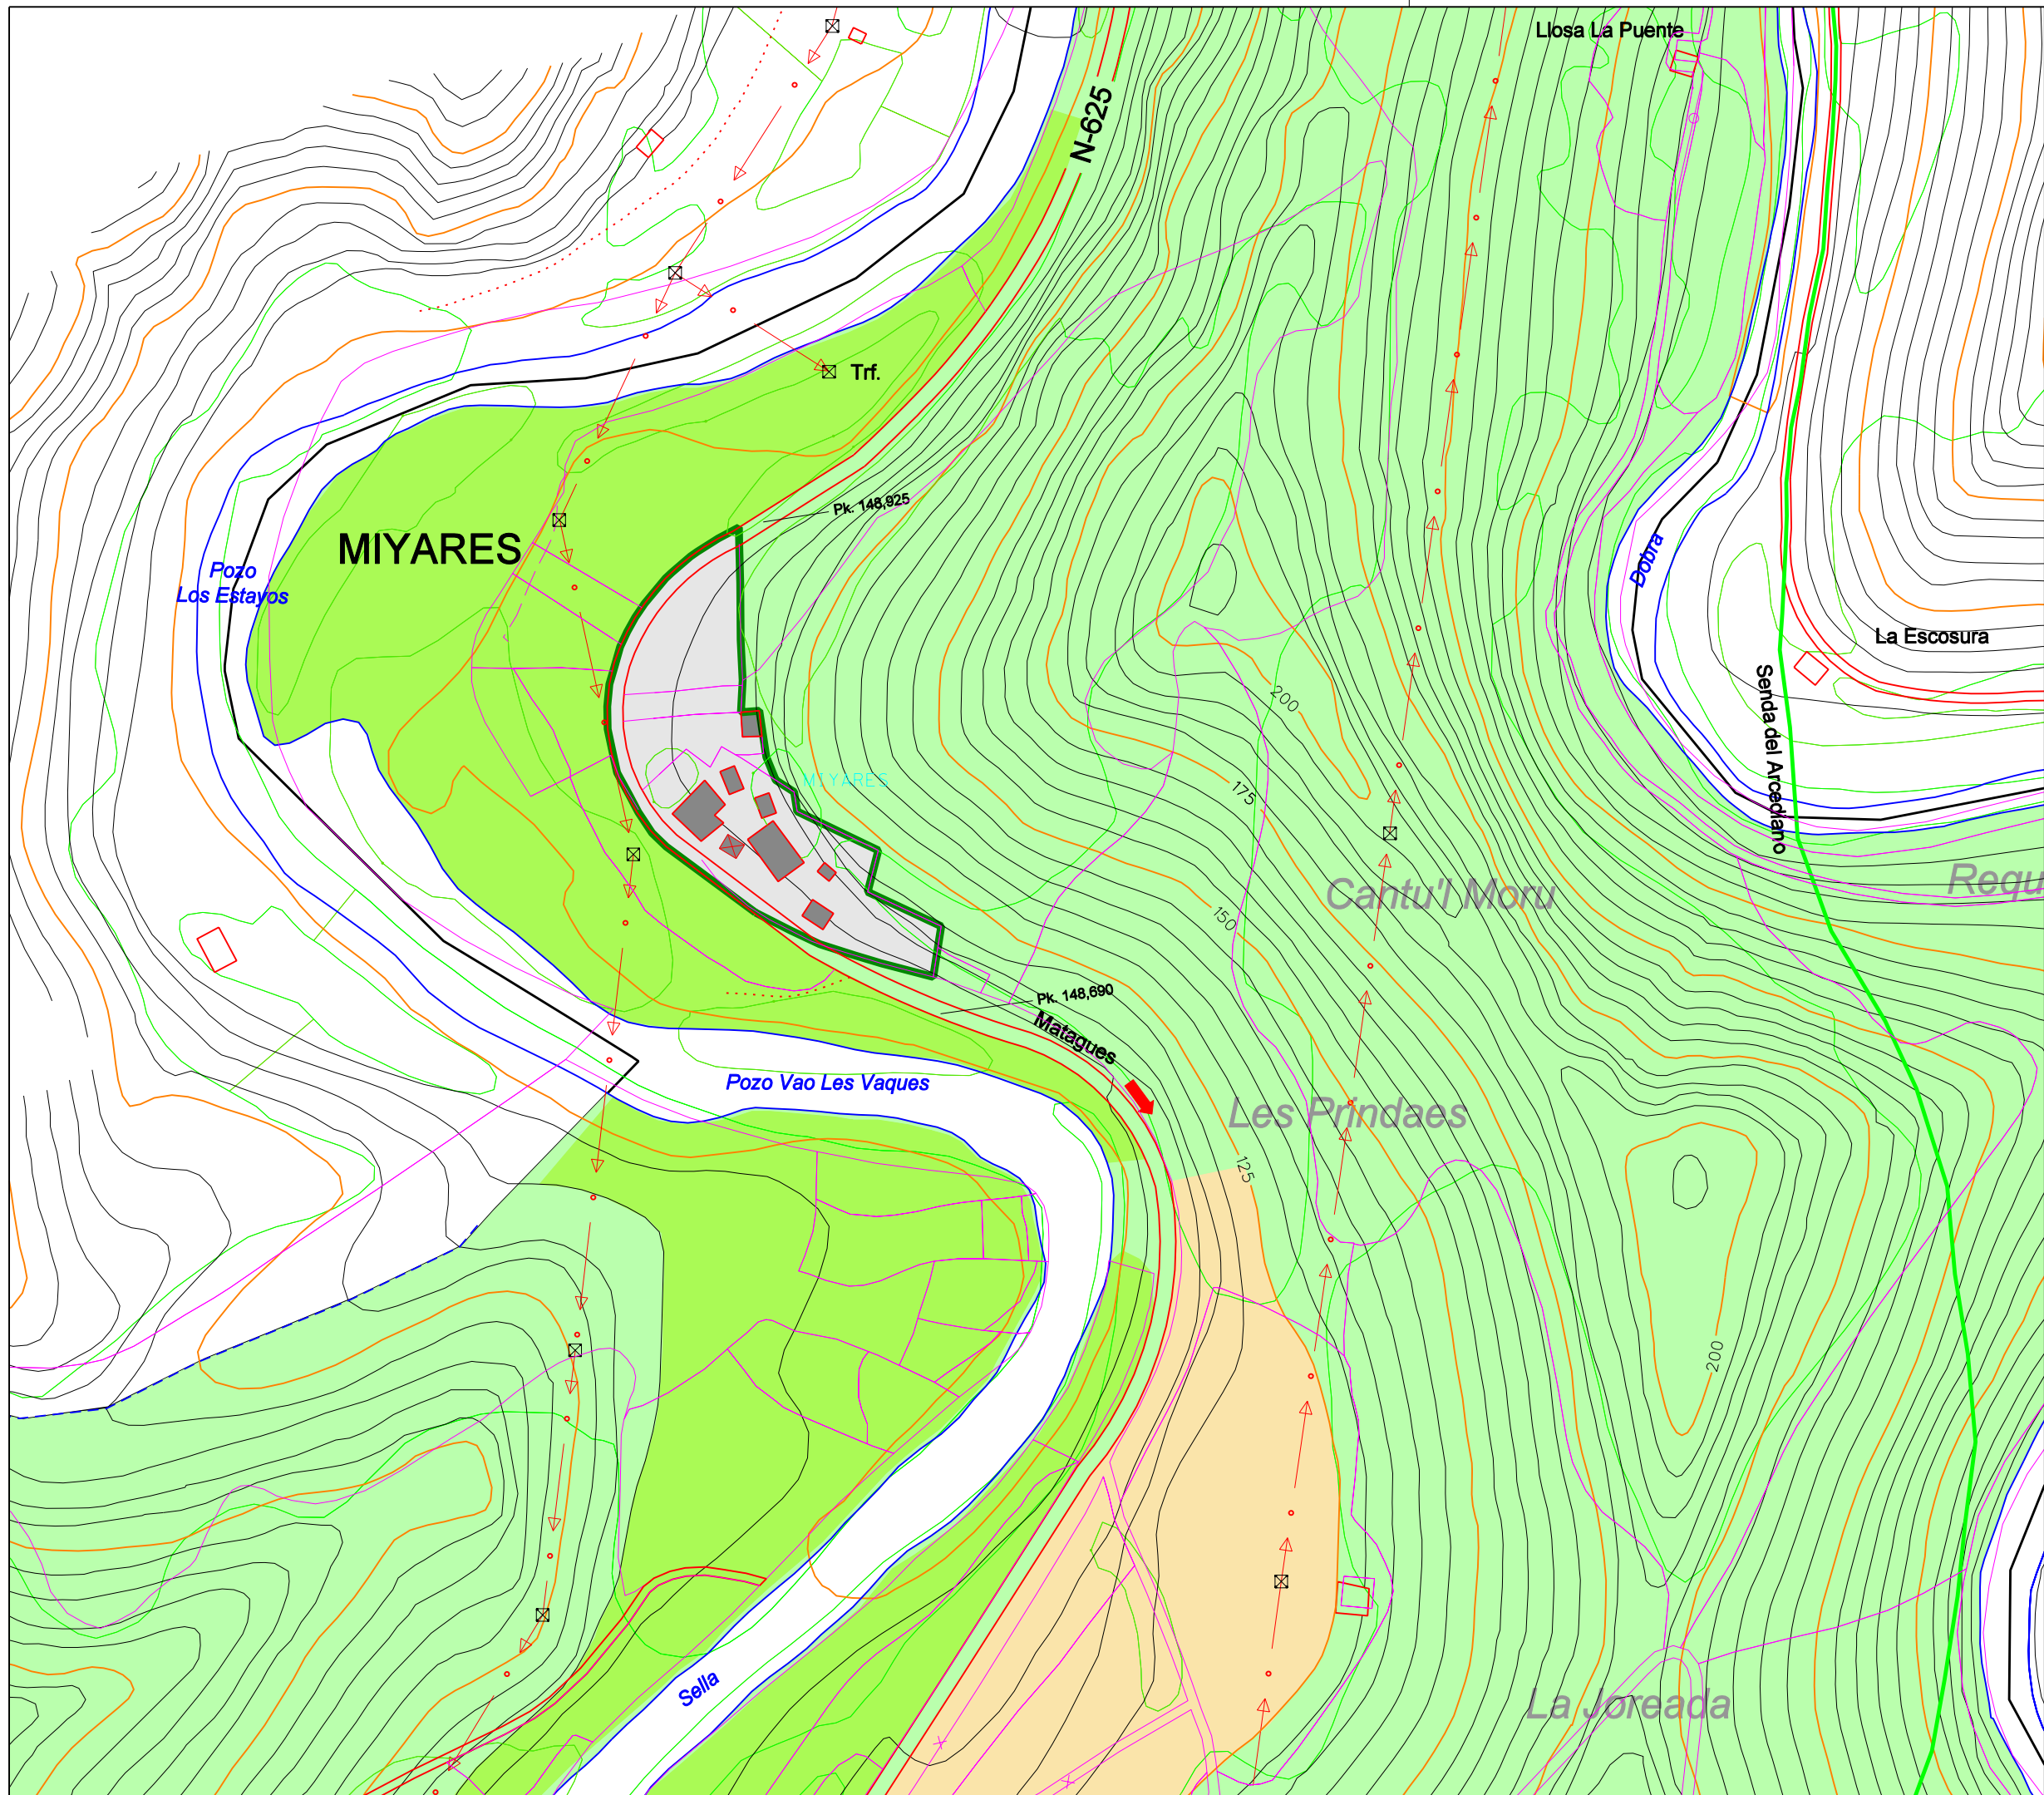 Llosa La Puente
N-625
Trf.
Pk. 148,925
MIYARES
Pozo
Los Estayos
Dobra
La Escosura
Senda del Arcediano
200
MIYARES
175
Cantu'l Moru
Requ
150
Pk. 148,690
Matagues
Pozo Vao Les Vaques
Les Prindaes
125
200
Sella
La Joreada